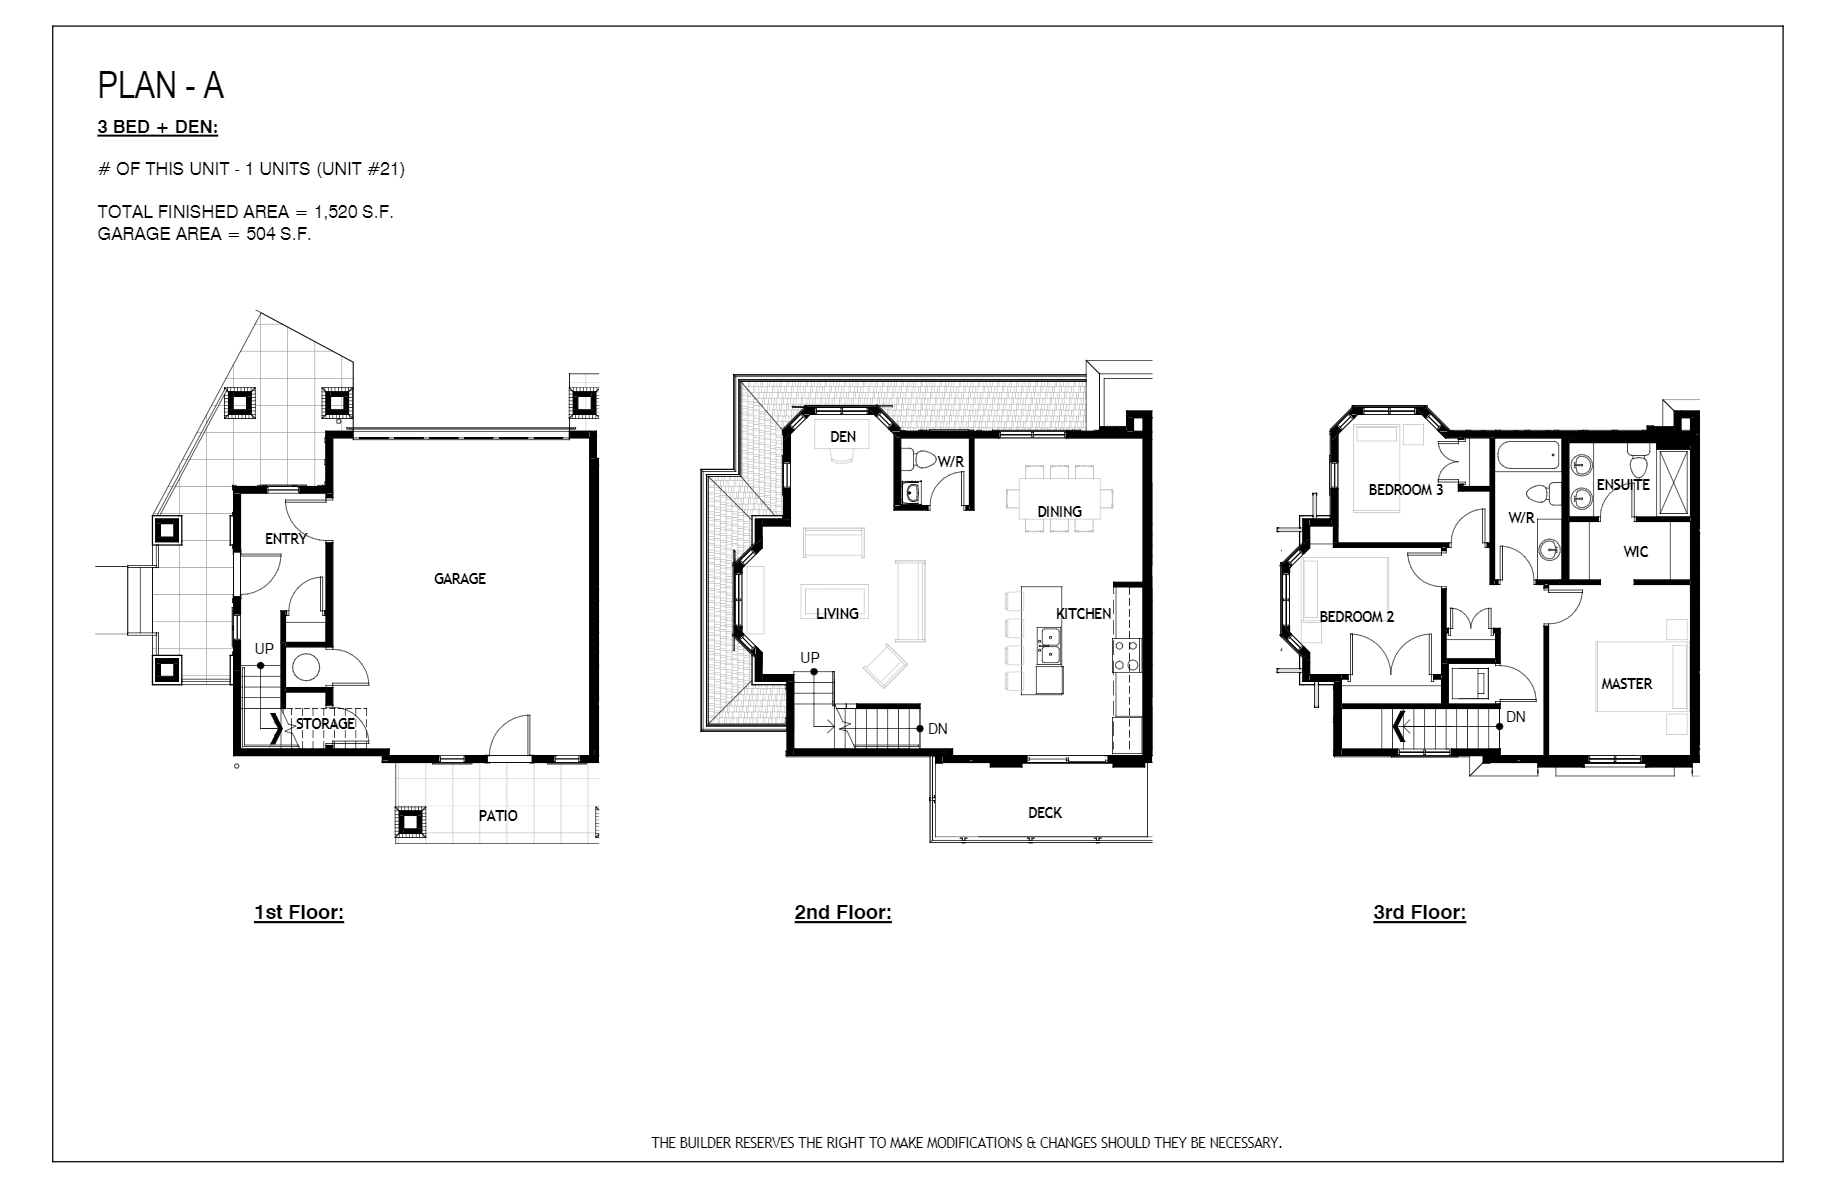 PLAN - A
3 BED + DEN:
# OF THIS UNIT - 1 UNITS (UNIT #21)
TOTAL FINISHED AREA = 1,520 S.F.
GARAGE AREA = 504 S.F.
ENTRY
GARAGE
UP
STORAGE
PATIO
1st Floor:
DEN
W/R
DINING
LIVING
KITCHEN
UP
DN
DECK
2nd Floor:
BEDROOM 3
ENSUITE
W/R
WIC
BEDROOM 2
MASTER
DN
3rd Floor:
THE BUILDER RESERVES THE RIGHT TO MAKE MODIFICATIONS & CHANGES SHOULD THEY BE NECESSARY.